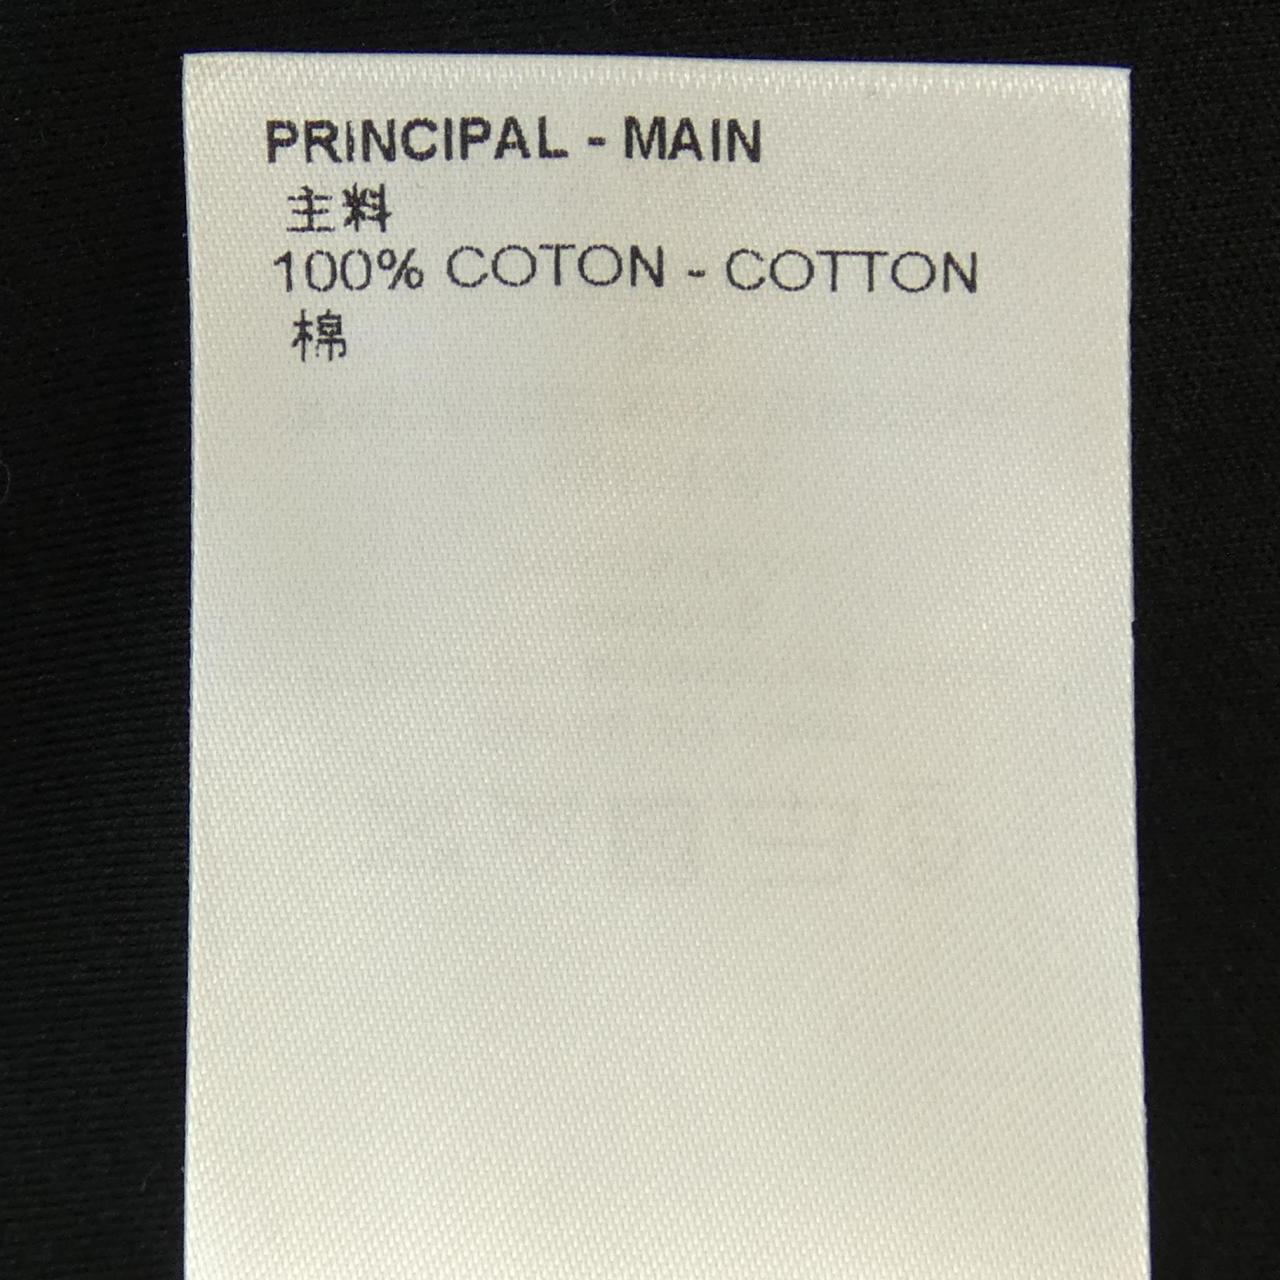 PRINCIPAL - MAIN
主料
100% COTON - COTTON
棉